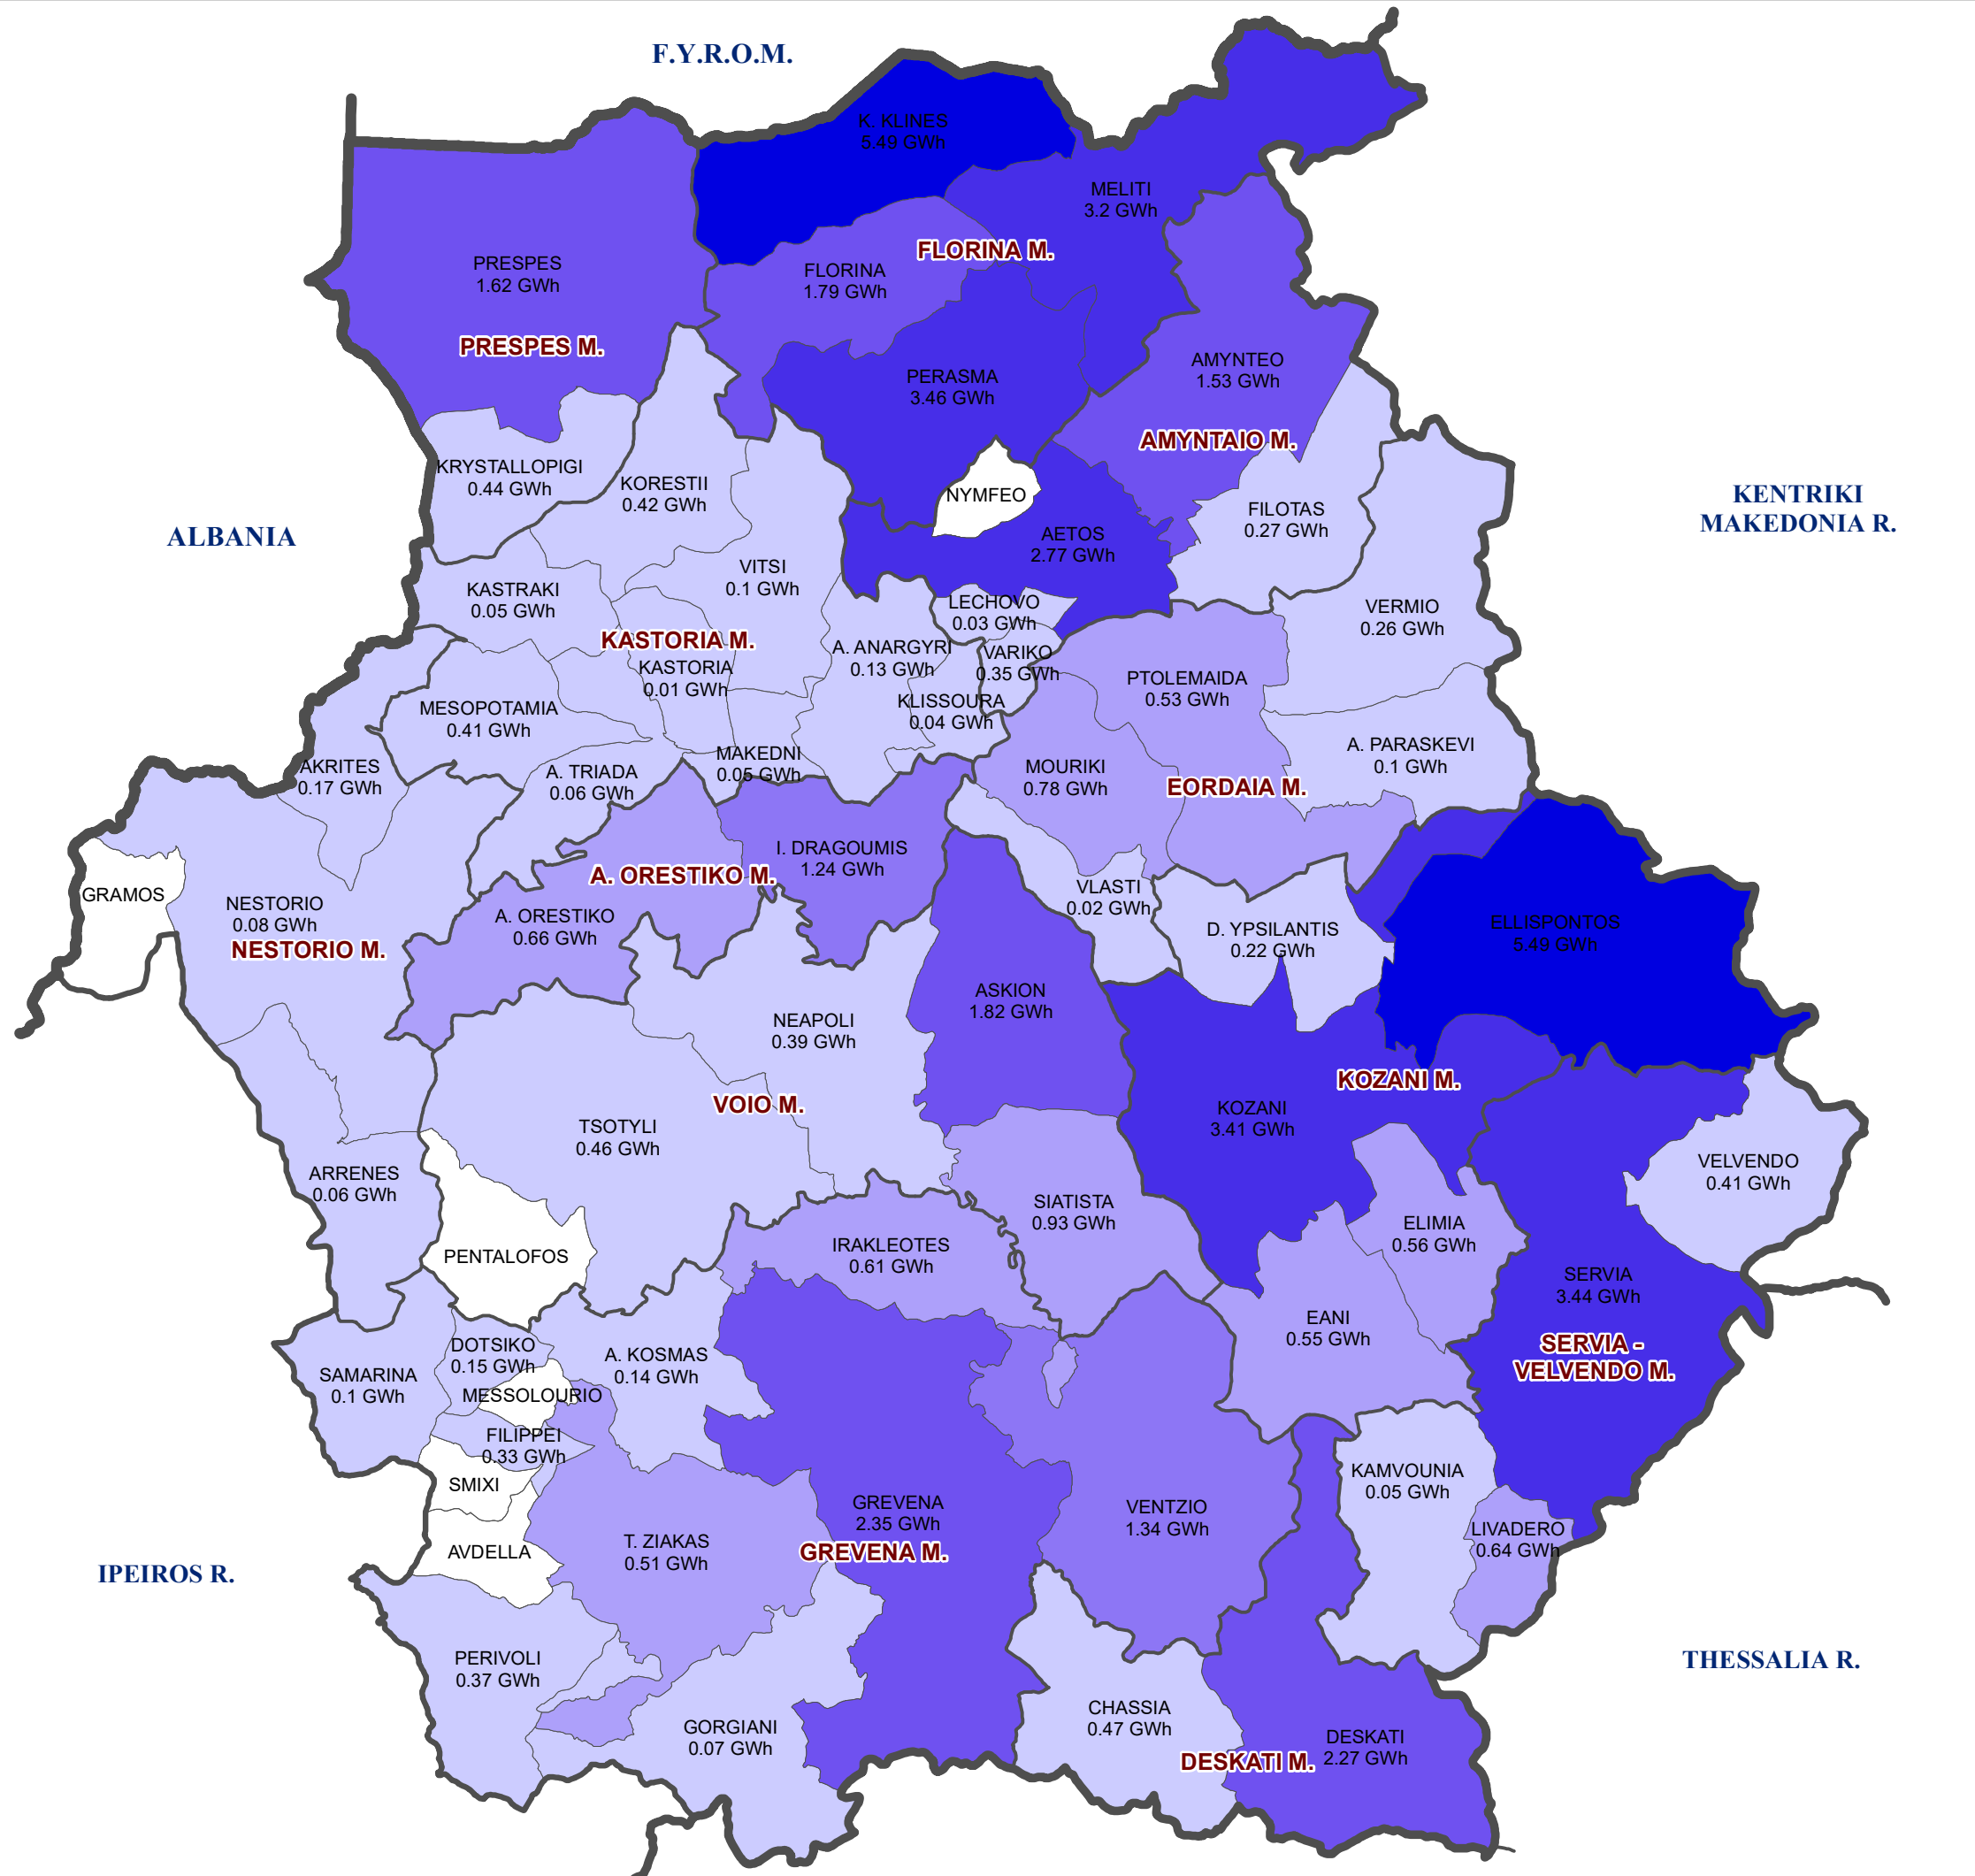 F.Y.R.O.M.
K. KLINES
5.49 GWh
MELITI
3.2 GWh
FLORINA M.
PRESPES
1.62 GWh
FLORINA
1.79 GWh
PRESPES M.
AMYNTEO
1.53 GWh
PERASMA
3.46 GWh
AMYNTAIO M.
KRYSTALLOPIGI
0.44 GWh
KORESTII
0.42 GWh
NYMFEO
KENTRIKI
MAKEDONIA R.
FILOTAS
0.27 GWh
ALBANIA
AETOS
2.77 GWh
VITSI
0.1 GWh
KASTRAKI
0.05 GWh
LECHOVO
0.03 GWh
VERMIO
0.26 GWh
KASTORIA M.
A. ANARGYRI
0.13 GWh
VARIKO
0.35 GWh
KASTORIA
0.01 GWh
PTOLEMAIDA
0.53 GWh
KLISSOURA
0.04 GWh
MESOPOTAMIA
0.41 GWh
A. PARASKEVI
0.1 GWh
MAKEDNI
0.05 GWh
AKRITES
0.17 GWh
A. TRIADA
0.06 GWh
MOURIKI
0.78 GWh
EORDAIA M.
I. DRAGOUMIS
1.24 GWh
A. ORESTIKO M.
GRAMOS
VLASTI
0.02 GWh
NESTORIO
0.08 GWh
NESTORIO M.
A. ORESTIKO
0.66 GWh
D. YPSILANTIS
0.22 GWh
ELLISPONTOS
5.49 GWh
ASKION
1.82 GWh
NEAPOLI
0.39 GWh
KOZANI M.
VOIO M.
KOZANI
3.41 GWh
TSOTYLI
0.46 GWh
VELVENDO
0.41 GWh
ARRENES
0.06 GWh
SIATISTA
0.93 GWh
ELIMIA
0.56 GWh
PENTALOFOS
IRAKLEOTES
0.61 GWh
SERVIA
3.44 GWh
EANI
0.55 GWh
SERVIA -
VELVENDO M.
DOTSIKO
0.15 GWh
A. KOSMAS
0.14 GWh
SAMARINA
0.1 GWh
MESSOLOURIO
FILIPPEI
0.33 GWh
SMIXI
KAMVOUNIA
0.05 GWh
GREVENA
2.35 GWh
VENTZIO
1.34 GWh
LIVADERO
0.64 GWh
AVDELLA
T. ZIAKAS
0.51 GWh
GREVENA M.
IPEIROS R.
PERIVOLI
0.37 GWh
THESSALIA R.
CHASSIA
0.47 GWh
GORGIANI
0.07 GWh
DESKATI
2.27 GWh
DESKATI M.